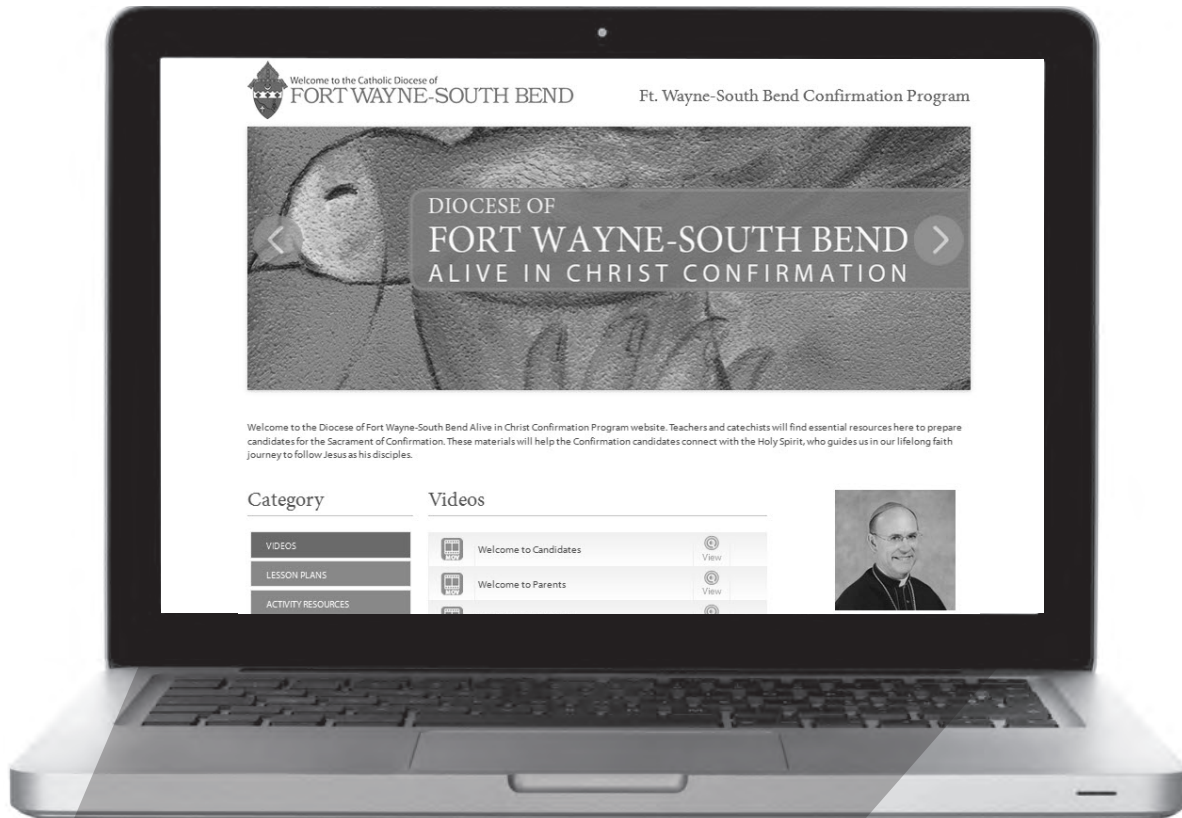 Welcome to the Catholic Diocese of
FORT WAYNE-SOUTH BEND
Ft. Wayne-South Bend Confirmation Program
DIOCESE OF
FORT WAYNE-SOUTH BEND
ALIVE IN CHRIST CONFIRMATION
Welcome to the Diocese of Fort Wayne-South Bend Alive in Christ Confirmation Program website. Teachers and catechists will find essential resources here to prepare
candidates for the Sacrament of Confirmation. These materials will help the Confirmation candidates connect with the Holy Spirit, who guides us in our lifelong faith
journey to follow Jesus as his disciples.
Category
VIDEOS
LESSON PLANS
ACTIVITY RESOURCES
Videos
MOV Welcome to Candidates View
MOV Welcome to Parents View